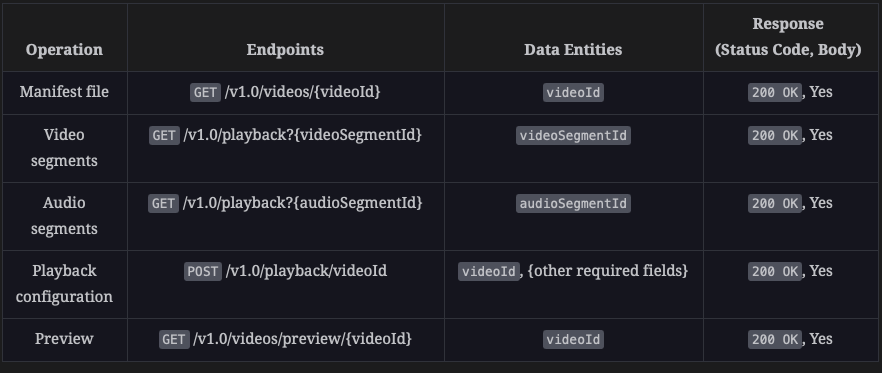 Operation Endpoints Data Entities Response
(Status Code, Body)
Manifest file GET /v1.0/videos/{videoId} videoId 200 OK, Yes
Video
segments GET /v1.0/playback?{videoSegmentId} videoSegmentId 200 OK, Yes
Audio
segments GET /v1.0/playback?{audioSegmentId} audioSegmentId 200 OK, Yes
Playback
configuration POST /v1.0/playback/videoId videoId, {other required fields} 200 OK, Yes
Preview GET /v1.0/videos/preview/{videoId} videoId 200 OK, Yes